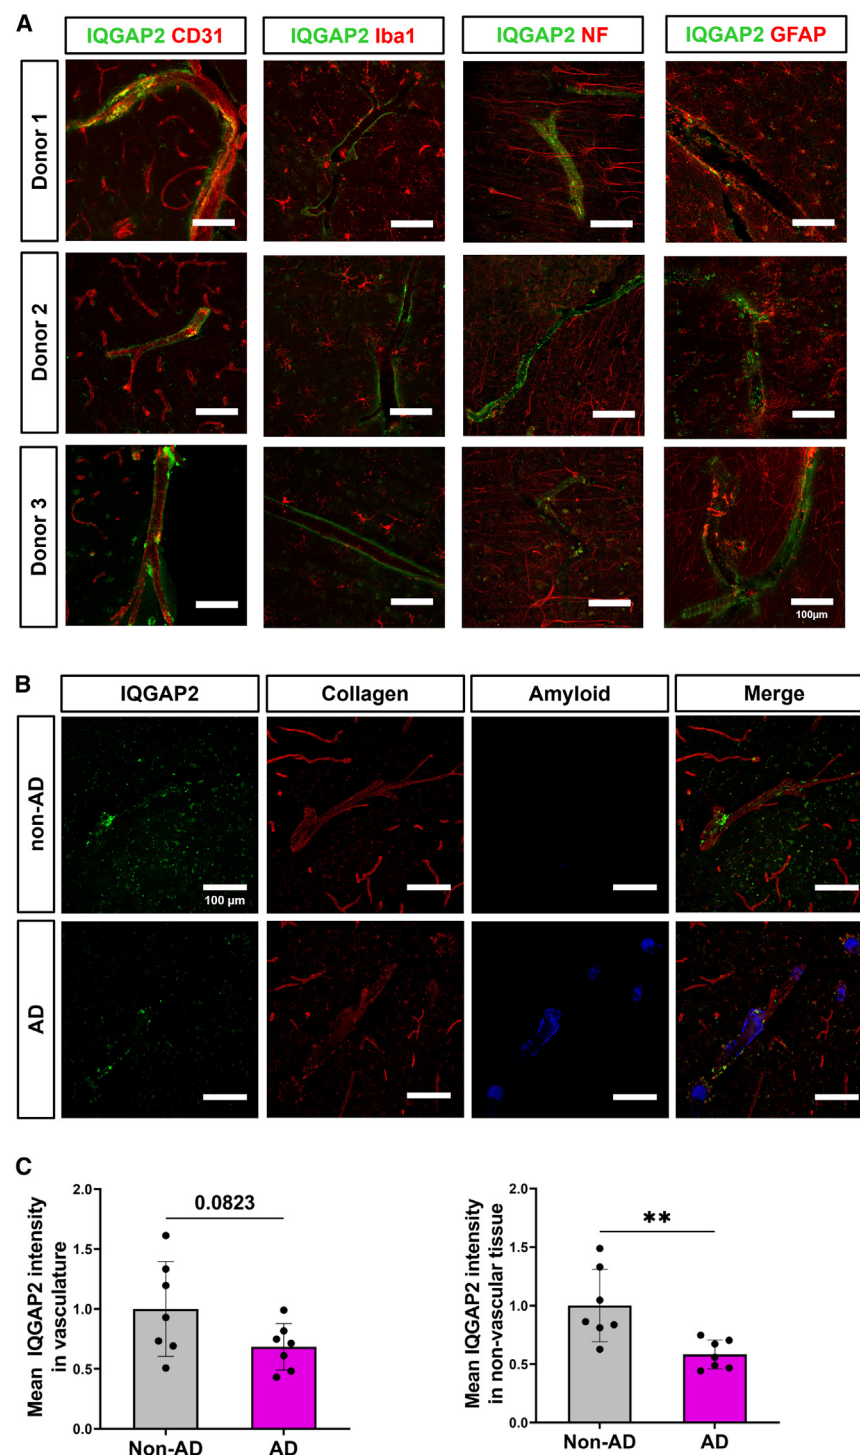 A
IQGAP2 CD31
IQGAP2 Iba1
IQGAP2 NF
IQGAP2 GFAP
Donor 1
Donor 2
Donor 3
100µm
B
IQGAP2
Collagen
Amyloid
Merge
non-AD
100 µm
AD
C
Mean IQGAP2 intensity
in vasculature
2.0
1.5
1.0
0.5
0.0
0.0823
Non-AD
AD
Mean IQGAP2 intensity
in non-vascular tissue
2.0
1.5
1.0
0.5
0.0
**
Non-AD
AD